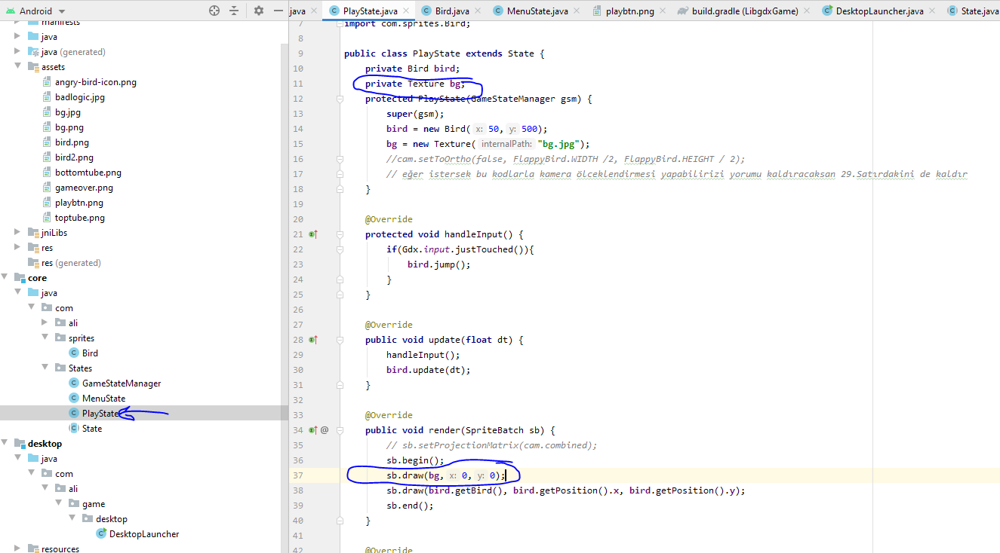 Android
java
PlayState.java
Bird.java
MenuState.java
playbtn.png
build.gradle (LibgdxGame)
DesktopLauncher.java
State.java
manifests
java
java (generated)
assets
angry-bird-icon.png
badlogic.jpg
bg.jpg
bg.png
bird.png
bird2.png
bottomtube.png
gameover.png
playbtn.png
toptube.png
jniLibs
res
res (generated)
core
java
com
ali
sprites
Bird
States
GameStateManager
MenuState
PlayState
State
desktop
java
com
ali
game
desktop
DesktopLauncher
resources
7 import com.sprites.Bird;
8
9 public class PlayState extends State {
10 private Bird bird;
11 private Texture bg;
12 protected PlayState(GameStateManager gsm) {
13 super(gsm);
14 bird = new Bird( x: 50, y: 500);
15 bg = new Texture( internalPath: "bg.jpg");
16 //cam.setToOrtho(false, FlappyBird.WIDTH /2, FlappyBird.HEIGHT / 2);
17 // eğer istersek bu kodlarla kamera ölceklendirmesi yapabilirizi yorumu kaldıracaksan 29.Satırdakini de kaldır
18 }
19
20 @Override
21 protected void handleInput() {
22 if(Gdx.input.justTouched()){
23 bird.jump();
24 }
25 }
26
27 @Override
28 public void update(float dt) {
29 handleInput();
30 bird.update(dt);
31 }
32
33 @Override
34 @ public void render(SpriteBatch sb) {
35 // sb.setProjectionMatrix(cam.combined);
36 sb.begin();
37 sb.draw(bg, x: 0, y: 0);
38 sb.draw(bird.getBird(), bird.getPosition().x, bird.getPosition().y);
39 sb.end();
40 }
41
42 @Override